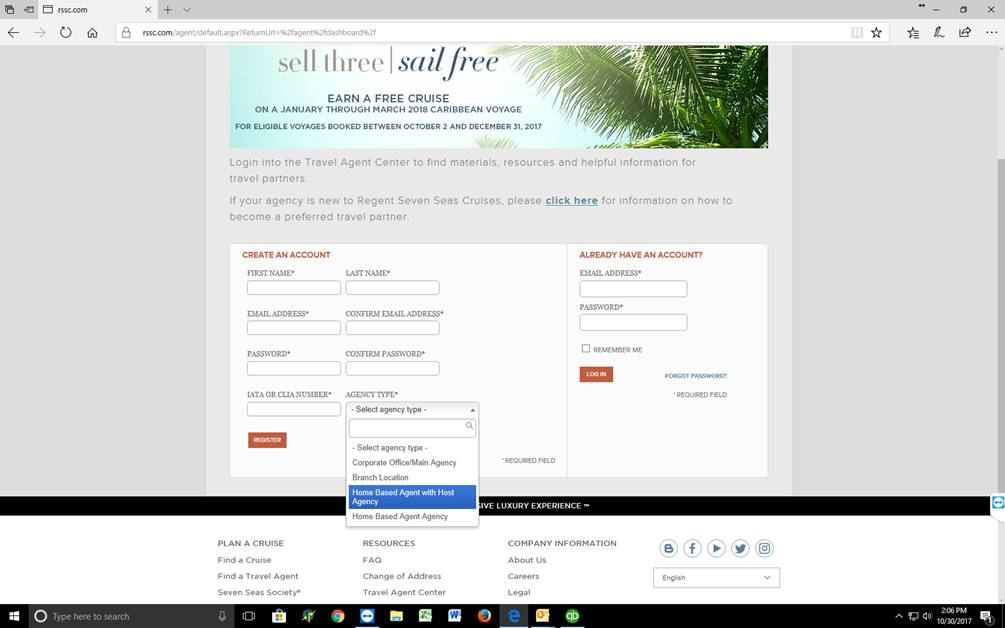 rssc.com
rssc.com/agent/default.aspx?ReturnUrl=%2fagent%2fdashboard%2f
sell three | sail free
EARN A FREE CRUISE
ON A JANUARY THROUGH MARCH 2018 CARIBBEAN VOYAGE
FOR ELIGIBLE VOYAGES BOOKED BETWEEN OCTOBER 2 AND DECEMBER 31, 2017
Login into the Travel Agent Center to find materials, resources and helpful information for
travel partners.
If your agency is new to Regent Seven Seas Cruises, please click here for information on how to
become a preferred travel partner.
CREATE AN ACCOUNT
FIRST NAME* LAST NAME*
EMAIL ADDRESS* CONFIRM EMAIL ADDRESS*
PASSWORD* CONFIRM PASSWORD*
IATA OR CLIA NUMBER* AGENCY TYPE*
- Select agency type -
- Select agency type -
Corporate Office/Main Agency
Branch Location
Home Based Agent with Host
Agency
Home Based Agent Agency
REGISTER
*REQUIRED FIELD
ALREADY HAVE AN ACCOUNT?
EMAIL ADDRESS*
PASSWORD*
REMEMBER ME
LOG IN FORGOT PASSWORD?
*REQUIRED FIELD
LUXURY EXPERIENCE ™
PLAN A CRUISE
Find a Cruise
Find a Travel Agent
Seven Seas Society®
RESOURCES
FAQ
Change of Address
Travel Agent Center
COMPANY INFORMATION
About Us
Careers
Legal
English
Type here to search
2:06 PM
10/30/2017